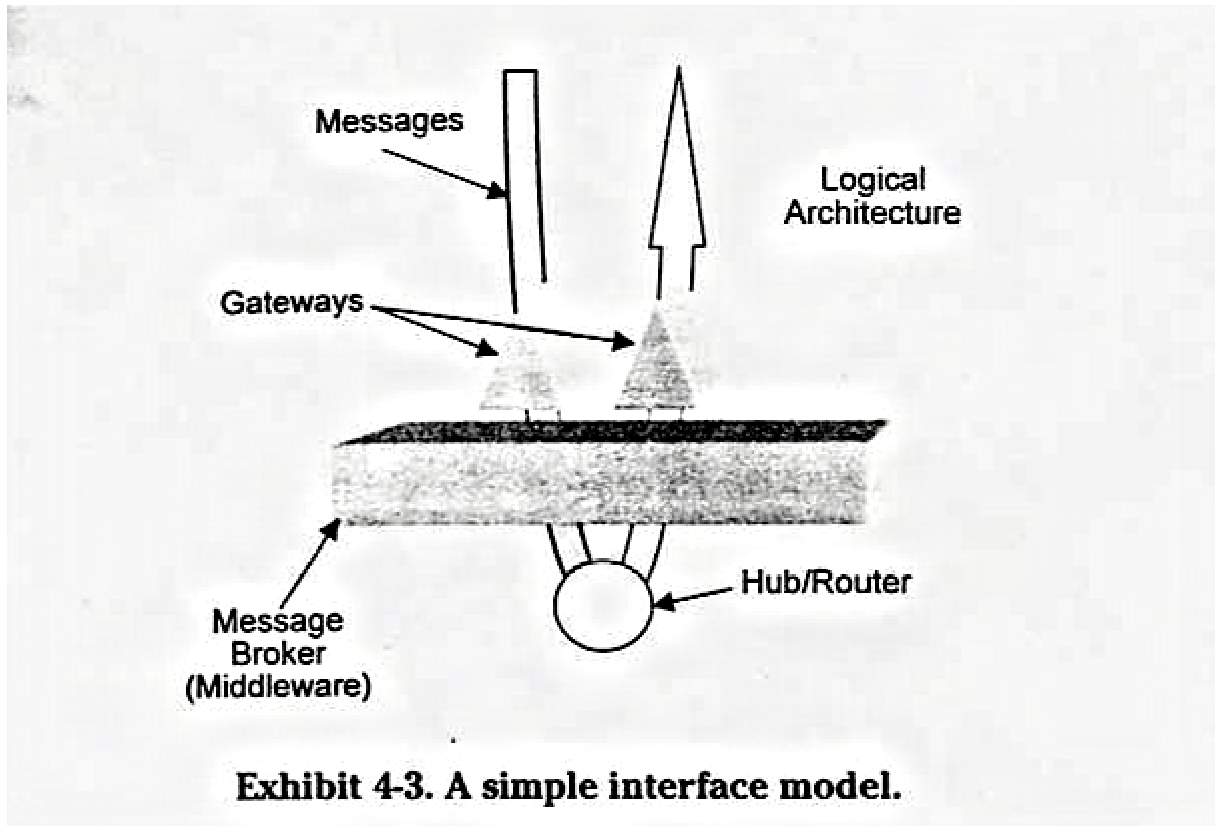 Messages
Logical
Architecture
Gateways
Hub/Router
Message
Broker
(Middleware)
Exhibit 4-3. A simple interface model.